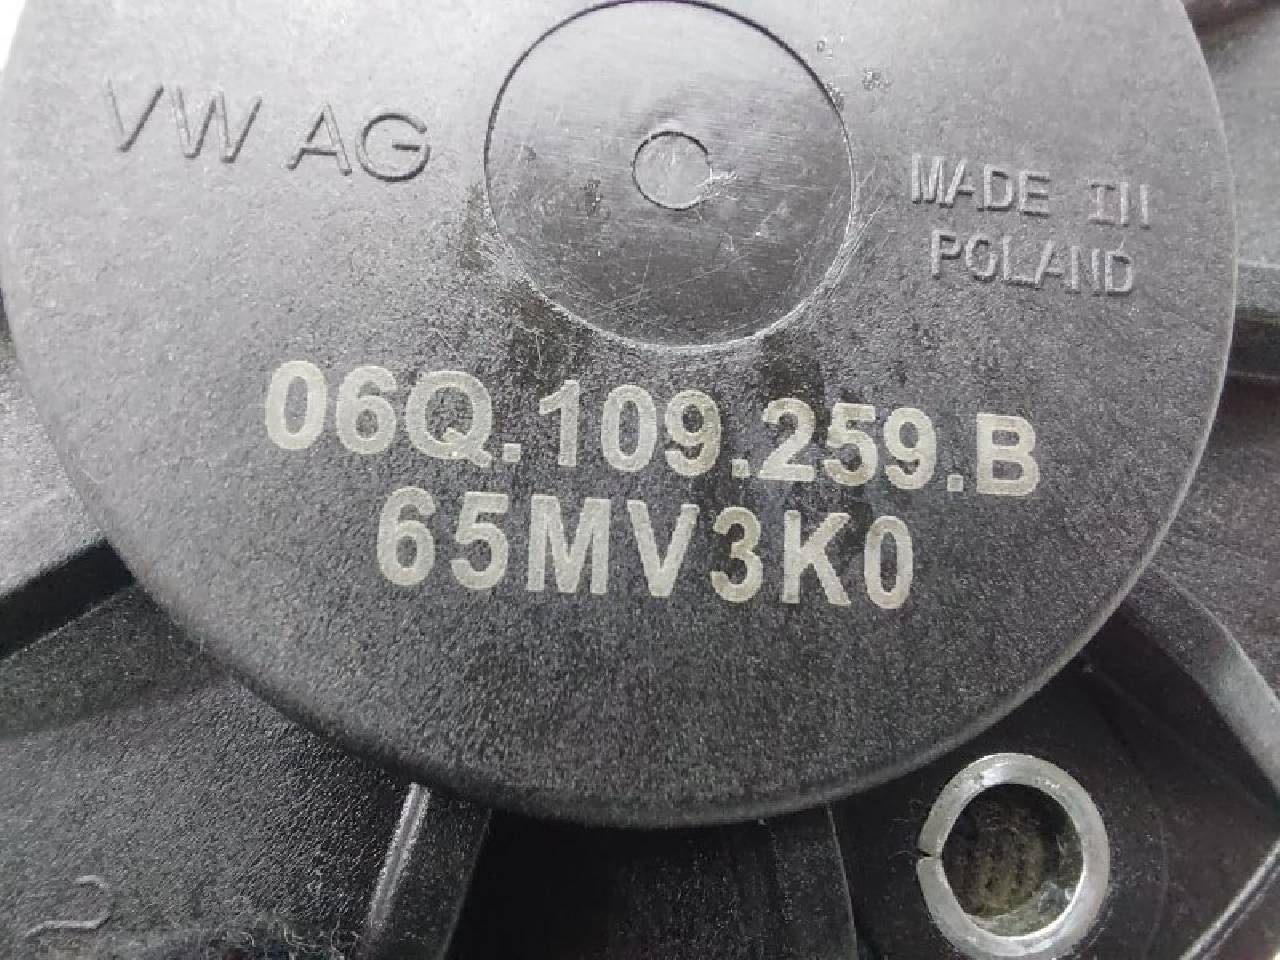 VW AG
MADE IN
POLAND
06Q.109.259.B
65MV3K0